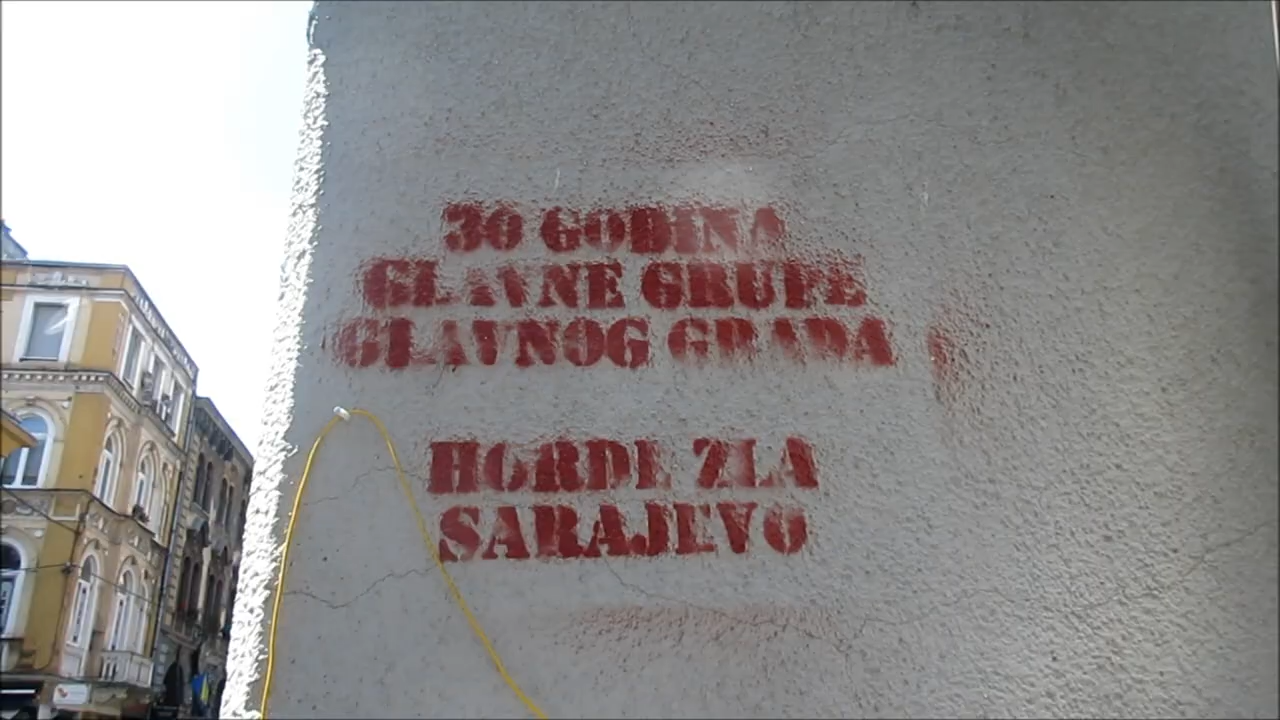 30 GODINA
GLAVNE GRUPE
GLAVNOG GRADA
HORDE ZLA
SARAJEVO